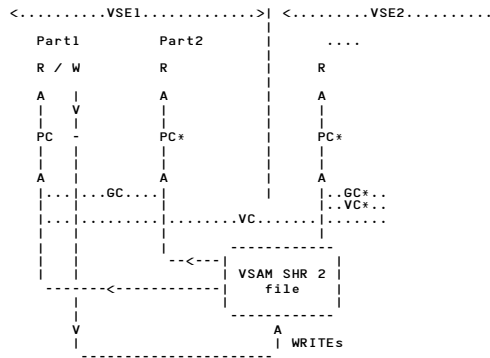 <..........VSE1.............>| <.........VSE2..........
Part1 Part2 ....
R / W R R
A | A A
V
PC - PC* PC*
A A A
|...|...GC....| |..GC*..
|..VC*..
|...|.........|........VC.......|.......
--<---| VSAM SHR 2 |
-------<------------| file |
V A
| WRITEs